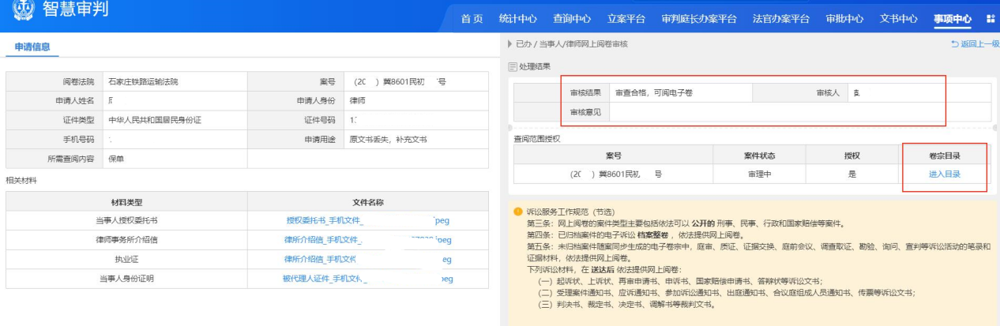 智慧审判
首页 统计中心 查询中心 立案平台 审判庭长办案平台 法官办案平台 审批中心 文书中心 事项中心
申请信息
阅卷法院 石家庄铁路运输法院 案号 (20 ) 冀8601民初 号
申请人姓名 申请人身份 律师
证件类型 中华人民共和国居民身份证 证件号码 1
手机号码 申请用途 原文书丢失，补充文书
所需查阅内容 保单
相关材料
材料类型 文件名称
当事人授权委托书 授权委托书_手机文件_ jpeg
律师事务所介绍信 律所介绍信_手机文件_ jpeg
执业证 律所介绍信_手机文件 eg
当事人身份证明 被代理人证件_手机文件_ peg
已办 / 当事人/律师网上阅卷审核 返回上一级
处理结果
审核结果 审查合格，可阅电子卷 审核人
审核意见
查阅范围授权
案号 案件状态 授权 卷宗目录
(20 ) 冀8601民初 号 审理中 是 进入目录
诉讼服务工作规范（节选）
第三条：网上阅卷的案件类型主要包括依法可以 公开的 刑事、民事、行政和国家赔偿等案件。
第四条：已归档案件的电子诉讼 档案整卷 ，依法提供网上阅卷。
第五条：未归档案件随案同步生成的电子卷宗中，庭审、质证、证据交换、庭前会议、调查取证、勘验、询问、宣判等诉讼活动的笔录和
证据材料，依法提供网上阅卷。
下列诉讼材料，在 送达后 依法提供网上阅卷：
（一）起诉状、上诉状、再审申请书、申诉书、国家赔偿申请书、答辩状等诉讼文书；
（二）受理案件通知书、应诉通知书、参加诉讼通知书、出庭通知书、合议庭组成人员通知书、传票等诉讼文书；
（三）判决书、裁定书、决定书、调解书等裁判文书。